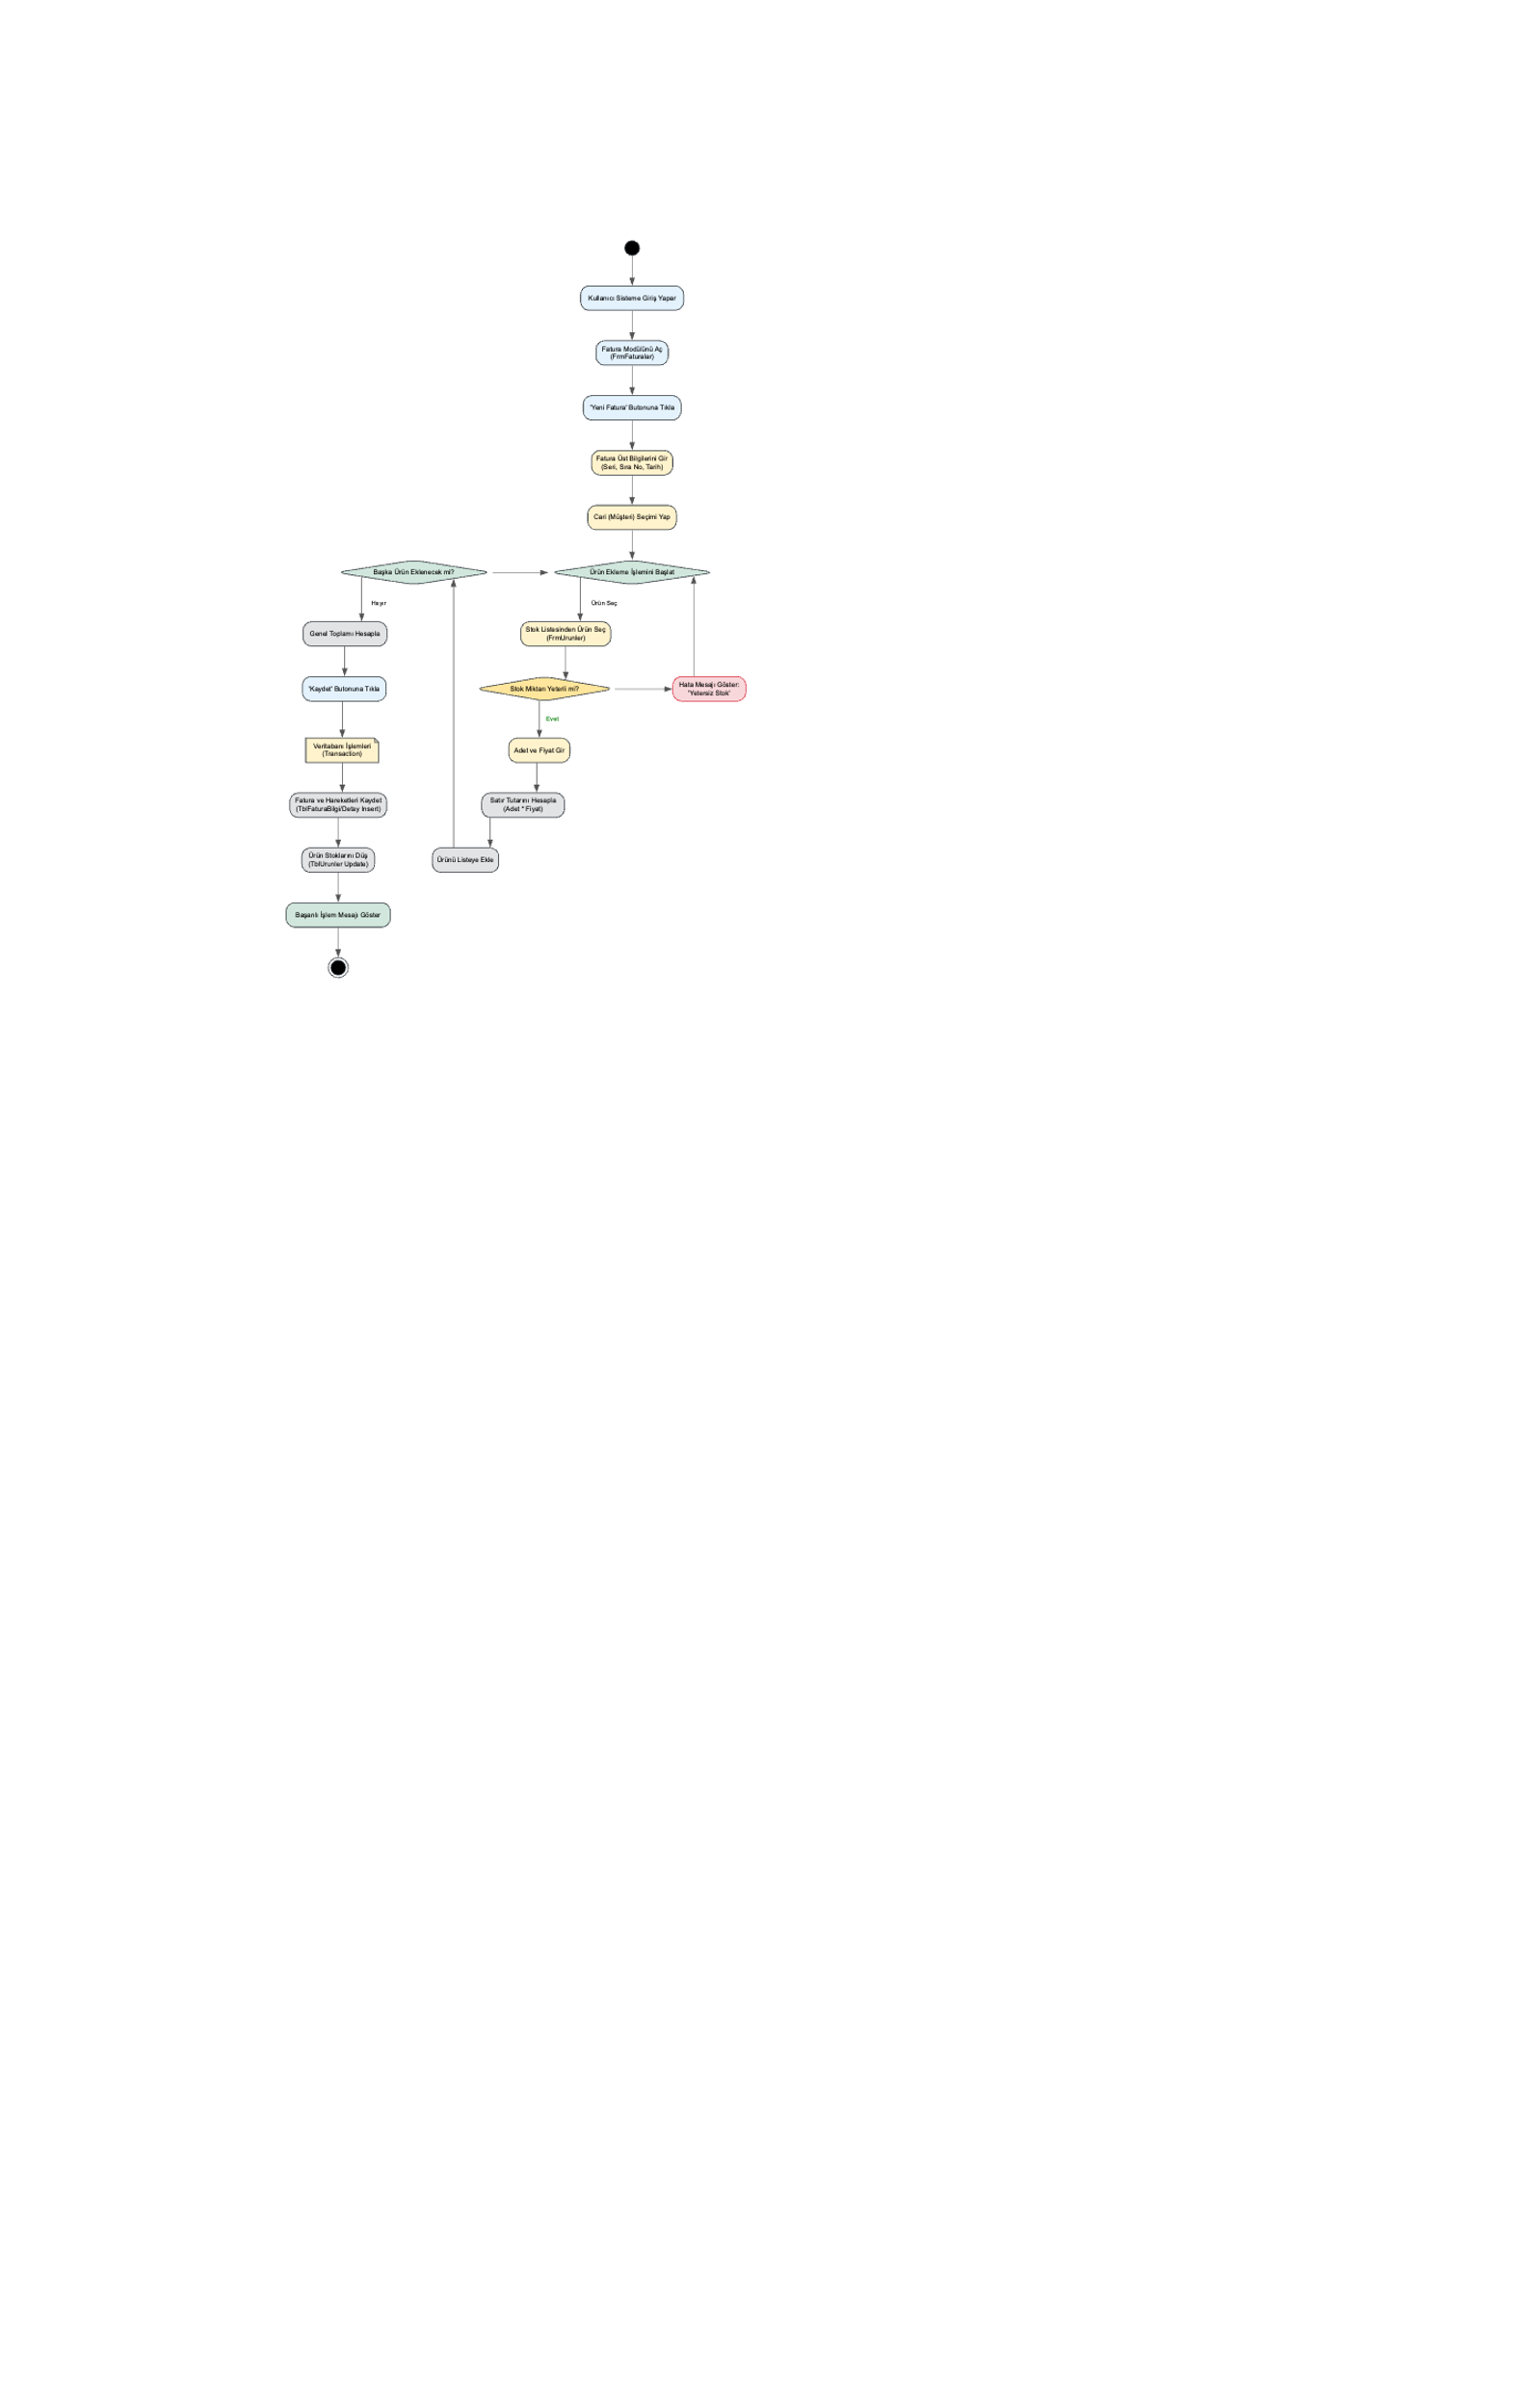 Kullanıcı Sisteme Giriş Yapar
Fatura Modülünü Aç
(FrmFaturalar)
'Yeni Fatura' Butonuna Tıkla
Fatura Üst Bilgilerini Gir
(Seri, Sıra No, Tarih)
Cari (Müşteri) Seçimi Yap
Başka Ürün Eklenecek mi?
Ürün Ekleme İşlemini Başlat
Hayır
Ürün Seç
Genel Toplamı Hesapla
Stok Listesinden Ürün Seç
(FrmUrunler)
'Kaydet' Butonuna Tıkla
Stok Miktarı Yeterli mi?
Hata Mesajı Göster:
'Yetersiz Stok'
Evet
Veritabanı İşlemleri
(Transaction)
Adet ve Fiyat Gir
Fatura ve Hareketleri Kaydet
(TblFaturaBilgi/Detay Insert)
Satır Tutarını Hesapla
(Adet * Fiyat)
Ürün Stoklarını Düş
(TblUrunler Update)
Ürünü Listeye Ekle
Başarılı İşlem Mesajı Göster